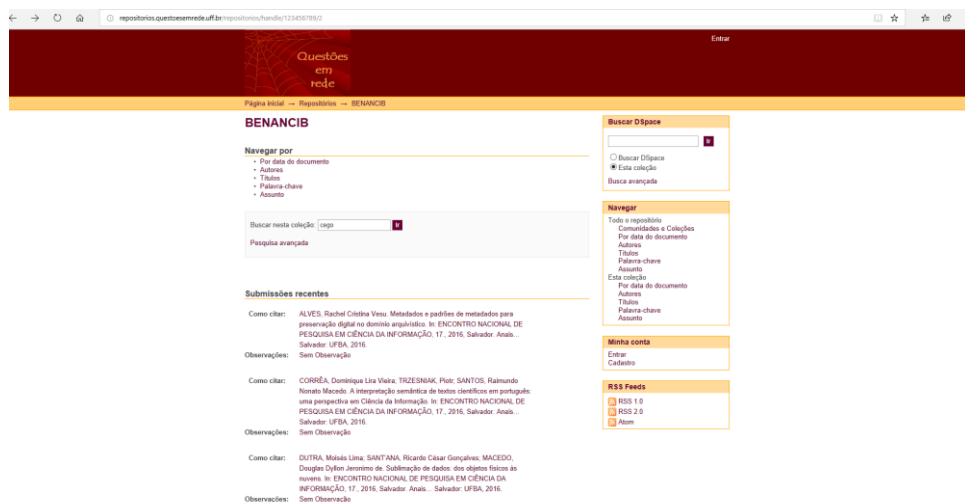 repositorios.questoesemrede.uff.br/repositorios/handle/123456789/2
Entrar
Questões
em
rede
Página inicial → Repositórios → BENANCIB
BENANCIB
Navegar por
Por data do documento
Autores
Títulos
Palavra-chave
Assunto
Buscar nesta coleção: cego Ir
Pesquisa avançada
Submissões recentes
Como citar: ALVES, Rachel Cristina Vesu. Metadados e padrões de metadados para
preservação digital no domínio arquivístico. In: ENCONTRO NACIONAL DE
PESQUISA EM CIÊNCIA DA INFORMAÇÃO, 17., 2016, Salvador. Anais...
Salvador: UFBA, 2016.
Observações: Sem Observação
Como citar: CORRÊA, Dominique Lira Vieira; TRZESNIAK, Piotr; SANTOS, Raimundo
Nonato Macedo. A interpretação semântica de textos científicos em português:
uma perspectiva em Ciência da Informação. In: ENCONTRO NACIONAL DE
PESQUISA EM CIÊNCIA DA INFORMAÇÃO, 17., 2016, Salvador. Anais...
Salvador: UFBA, 2016.
Observações: Sem Observação
Como citar: DUTRA, Moisés Lima; SANT'ANA, Ricardo César Gonçalves; MACEDO,
Douglas Dyllon Jeronimo de. Sublimação de dados: dos objetos físicos às
nuvens. In: ENCONTRO NACIONAL DE PESQUISA EM CIÊNCIA DA
INFORMAÇÃO, 17., 2016, Salvador. Anais... Salvador: UFBA, 2016.
Observações: Sem Observação
Buscar DSpace
Ir
Buscar DSpace
Esta coleção
Busca avançada
Navegar
Todo o repositório
Comunidades e Coleções
Por data do documento
Autores
Títulos
Palavra-chave
Assunto
Esta coleção
Por data do documento
Autores
Títulos
Palavra-chave
Assunto
Minha conta
Entrar
Cadastro
RSS Feeds
RSS 1.0
RSS 2.0
Atom